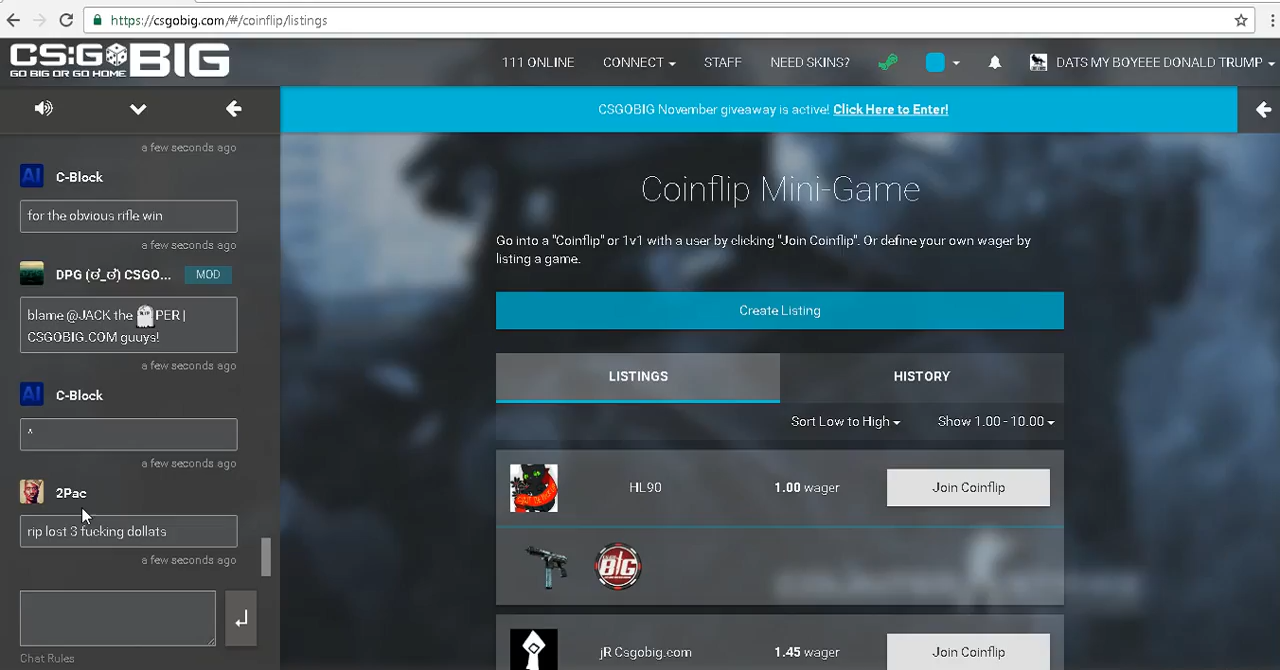 https://csgobig.com/#/coinflip/listings
CS:GO BIG
GO BIG OR GO HOME
111 ONLINE CONNECT STAFF NEED SKINS? DATS MY BOYEEE DONALD TRUMP
CSGOBIG November giveaway is active! Click Here to Enter!
a few seconds ago
AI C-Block
for the obvious rifle win
a few seconds ago
DPG (ಠ_ಠ) CSGO... MOD
blame @JACK the PER |
CSGOBIG.COM guuys!
a few seconds ago
AI C-Block
^
a few seconds ago
2Pac
rip lost 3 fucking dollats
a few seconds ago
Chat Rules
Coinflip Mini-Game
Go into a "Coinflip" or 1v1 with a user by clicking "Join Coinflip". Or define your own wager by
listing a game.
Create Listing
LISTINGS HISTORY
Sort Low to High Show 1.00 - 10.00
HL90 1.00 wager Join Coinflip
BIG
jR Csgobig.com 1.45 wager Join Coinflip